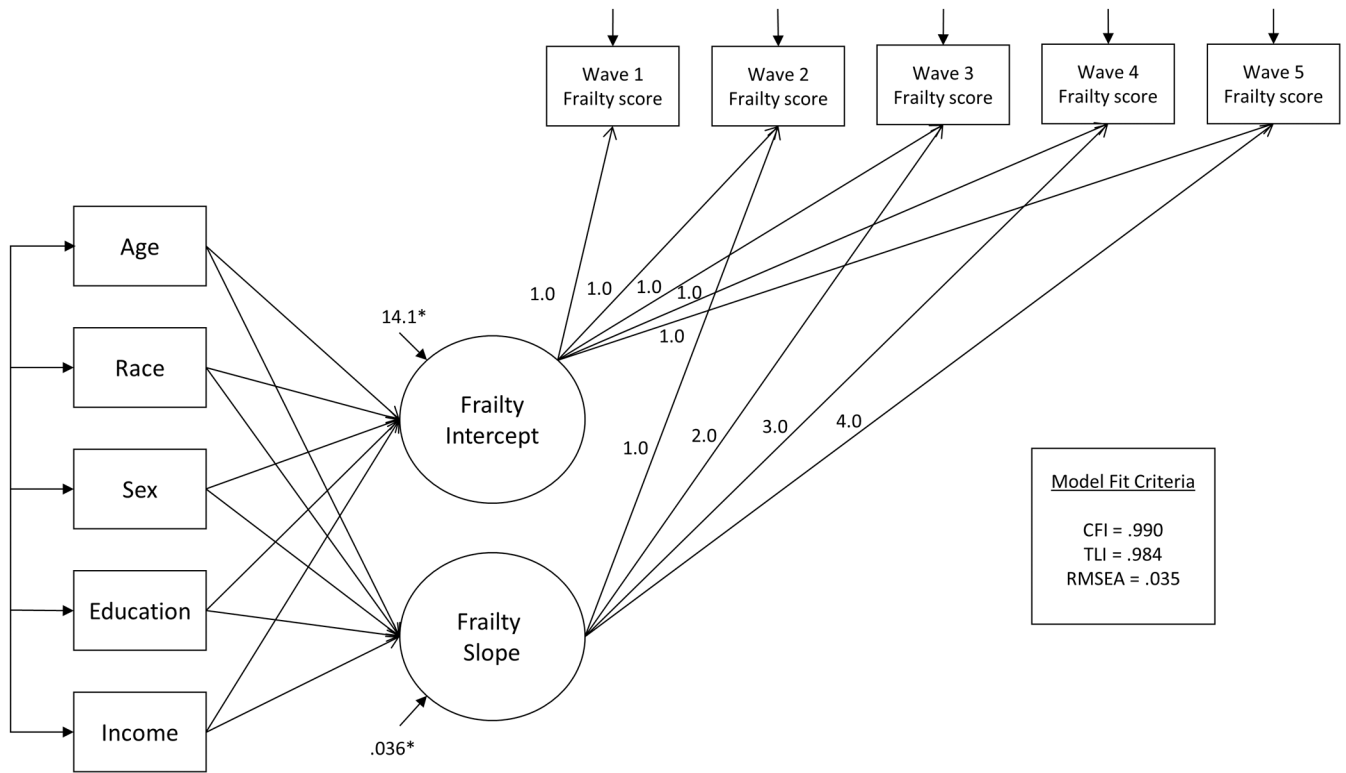 Wave 1
Frailty score
Wave 2
Frailty score
Wave 3
Frailty score
Wave 4
Frailty score
Wave 5
Frailty score
Age
Race
Sex
Education
Income
14.1*
Frailty
Intercept
Frailty
Slope
.036*
1.0
1.0
1.0
1.0
1.0
1.0
2.0
3.0
4.0
Model Fit Criteria
CFI = .990
TLI = .984
RMSEA = .035